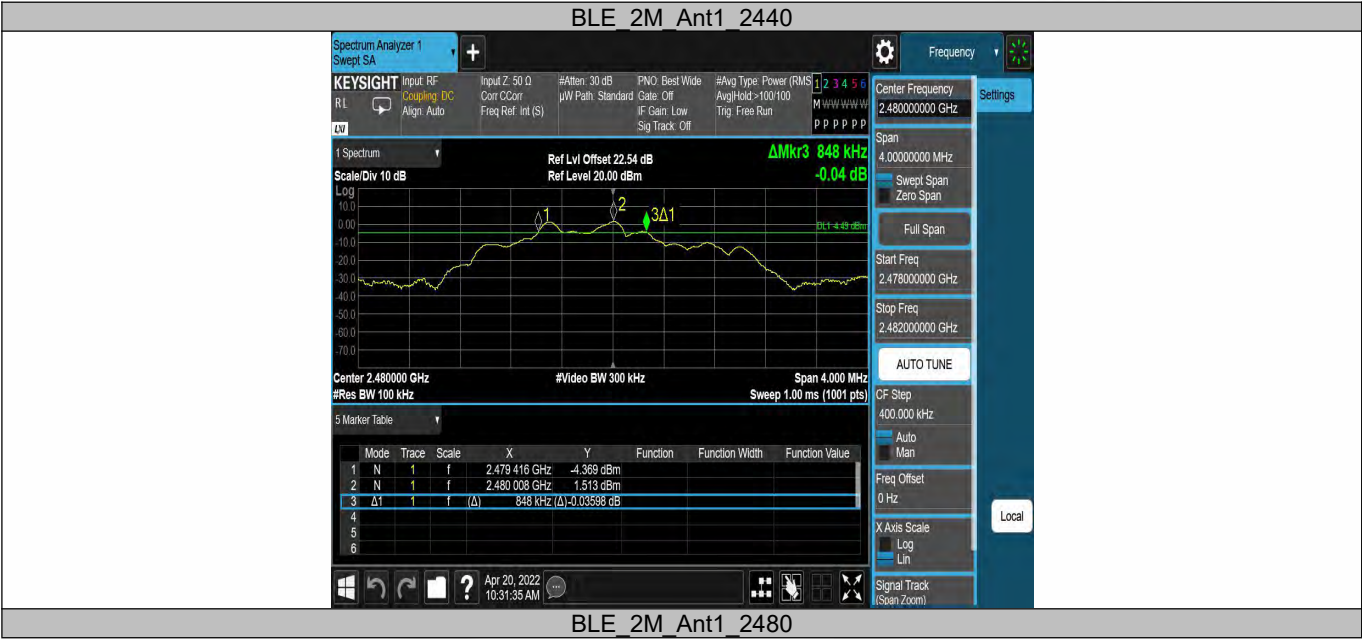 BLE_2M_Ant1_2440
Spectrum Analyzer 1
Swept SA
Frequency
KEYSIGHT
R L
LXI
Input: RF
Coupling: DC
Align: Auto
Input Z: 50 Ω
Corr CCorr
Freq Ref: Int (S)
#Atten: 30 dB
µW Path: Standard
PNO: Best Wide
Gate: Off
IF Gain: Low
Sig Track: Off
#Avg Type: Power (RMS
Avg|Hold:>100/100
Trig: Free Run
1 2 3 4 5 6
M W W W W W
P P P P P P
1 Spectrum
Scale/Div 10 dB
Ref Lvl Offset 22.54 dB
Ref Level 20.00 dBm
ΔMkr3 848 kHz
-0.04 dB
Log
10.0
0.00
-10.0
-20.0
-30.0
-40.0
-50.0
-60.0
-70.0
1
2
3Δ1
DL1 -4.49 dBm
Center 2.480000 GHz
#Res BW 100 kHz
#Video BW 300 kHz
Span 4.000 MHz
Sweep 1.00 ms (1001 pts)
5 Marker Table
Mode Trace Scale X Y Function Function Width Function Value
1 N 1 f 2.479 416 GHz -4.369 dBm
2 N 1 f 2.480 008 GHz 1.513 dBm
3 Δ1 1 f (Δ) 848 kHz (Δ) -0.03598 dB
4
5
6
Apr 20, 2022
10:31:35 AM
Center Frequency
2.480000000 GHz
Settings
Span
4.00000000 MHz
Swept Span
Zero Span
Full Span
Start Freq
2.478000000 GHz
Stop Freq
2.482000000 GHz
AUTO TUNE
CF Step
400.000 kHz
Auto
Man
Freq Offset
0 Hz
X Axis Scale
Log
Lin
Local
Signal Track
(Span Zoom)
BLE_2M_Ant1_2480